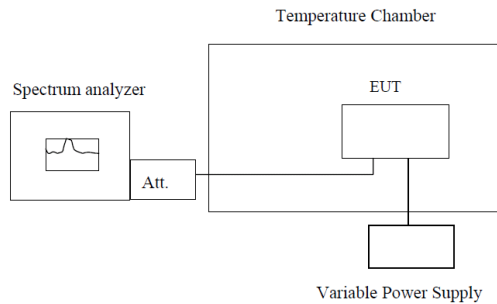 Temperature Chamber
Spectrum analyzer
EUT
Att.
Variable Power Supply